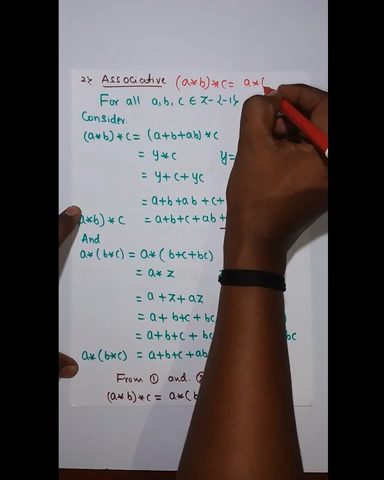 2) Associative (a*b)*c = a*(
For all a, b, c ∈ Z - {-1}
Consider.
(a*b)*c = (a+b+ab)*c
= y*c y=
= y+c+yc
= a+b+ab+c+
a*b)*c = a+b+c+ab+
And
a*(b*c) = a*(b+c+bc)
= a*z
= a+z+az
= a+b+c+bc
= a+b+c+bc bc
a*(b*c) = a+b+c+ab
From ① and ②
(a*b)*c = a*(b